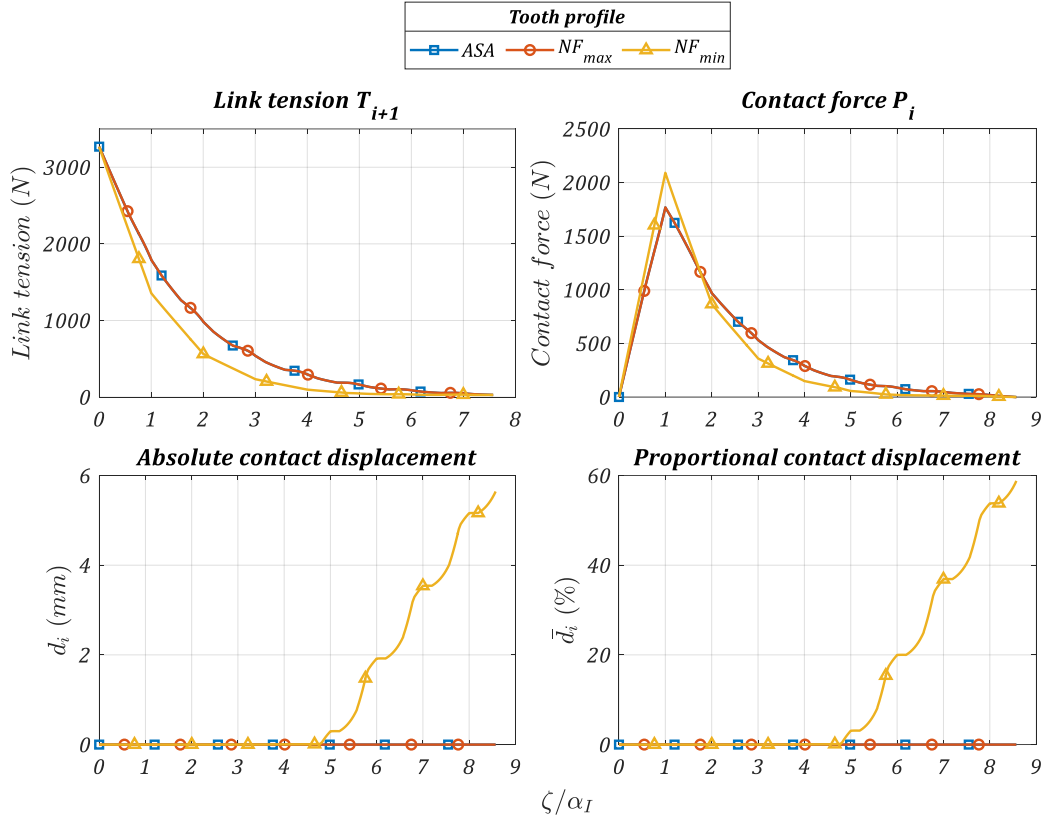 Tooth profile
ASA NF_max NF_min
Link tension T_{i+1}
Link tension (N)
3000
2000
1000
0
0 1 2 3 4 5 6 7 8
Contact force P_i
Contact force (N)
2500
2000
1500
1000
500
0
0 1 2 3 4 5 6 7 8 9
Absolute contact displacement
d_i (mm)
6
4
2
0
0 1 2 3 4 5 6 7 8 9
Proportional contact displacement
d̄_i (%)
60
40
20
0
0 1 2 3 4 5 6 7 8 9
ζ/α_I